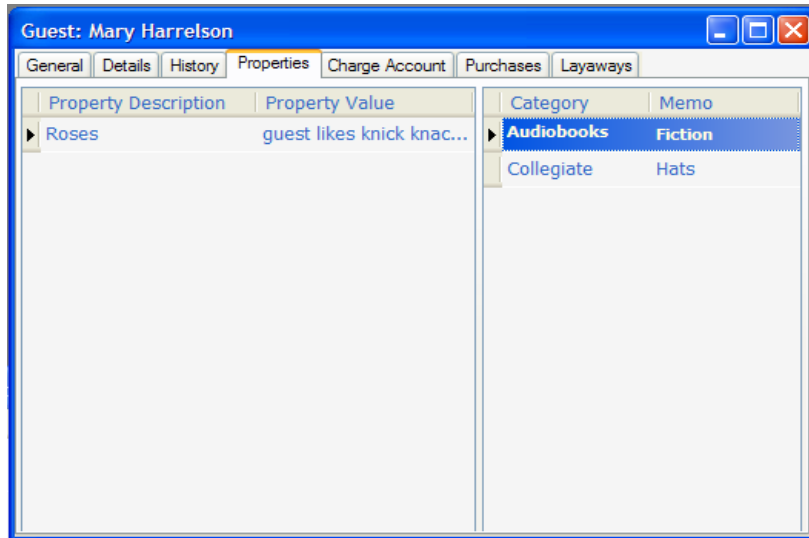 Guest: Mary Harrelson
General Details History Properties Charge Account Purchases Layaways
Property Description Property Value
Roses guest likes knick knac...
Category Memo
Audiobooks Fiction
Collegiate Hats